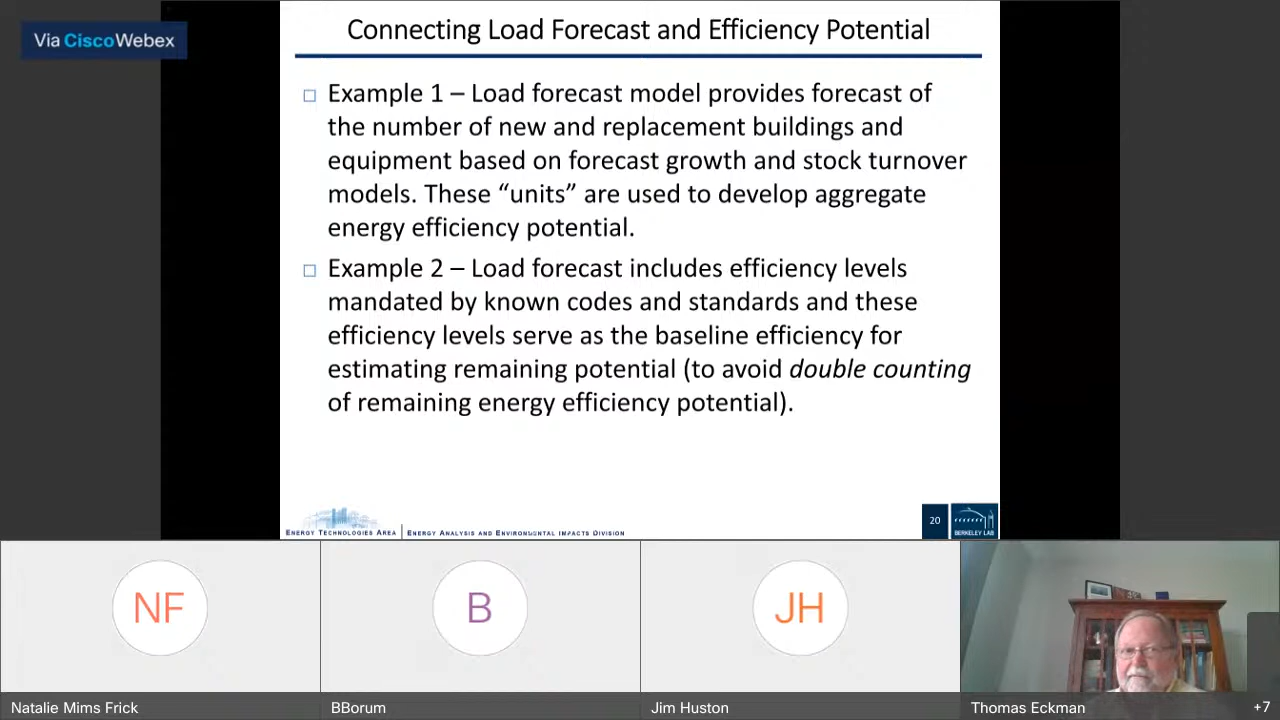 Via CiscoWebex
Connecting Load Forecast and Efficiency Potential
Example 1 – Load forecast model provides forecast of
the number of new and replacement buildings and
equipment based on forecast growth and stock turnover
models. These “units” are used to develop aggregate
energy efficiency potential.
Example 2 – Load forecast includes efficiency levels
mandated by known codes and standards and these
efficiency levels serve as the baseline efficiency for
estimating remaining potential (to avoid double counting
of remaining energy efficiency potential).
ENERGY TECHNOLOGIES AREA
ENERGY ANALYSIS AND ENVIRONMENTAL IMPACTS DIVISION
20
BERKELEY LAB
NF
B
JH
Natalie Mims Frick
BBorum
Jim Huston
Thomas Eckman
+7